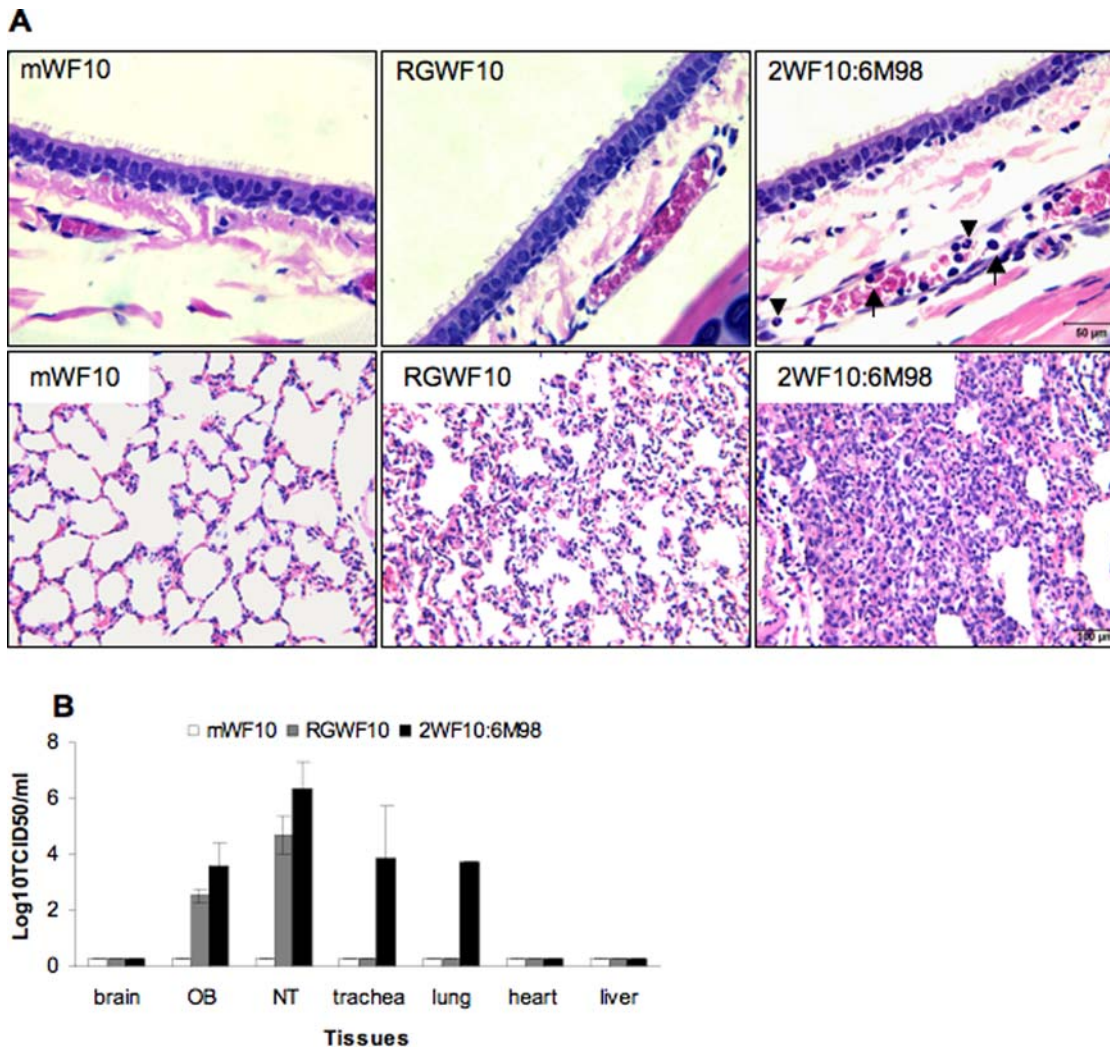 A
mWF10 RGWF10 2WF10:6M98
50 µm
mWF10 RGWF10 2WF10:6M98
100 µm
B
mWF10 RGWF10 2WF10:6M98
Log10TCID50/ml
8
6
4
2
0
brain OB NT trachea lung heart liver
Tissues